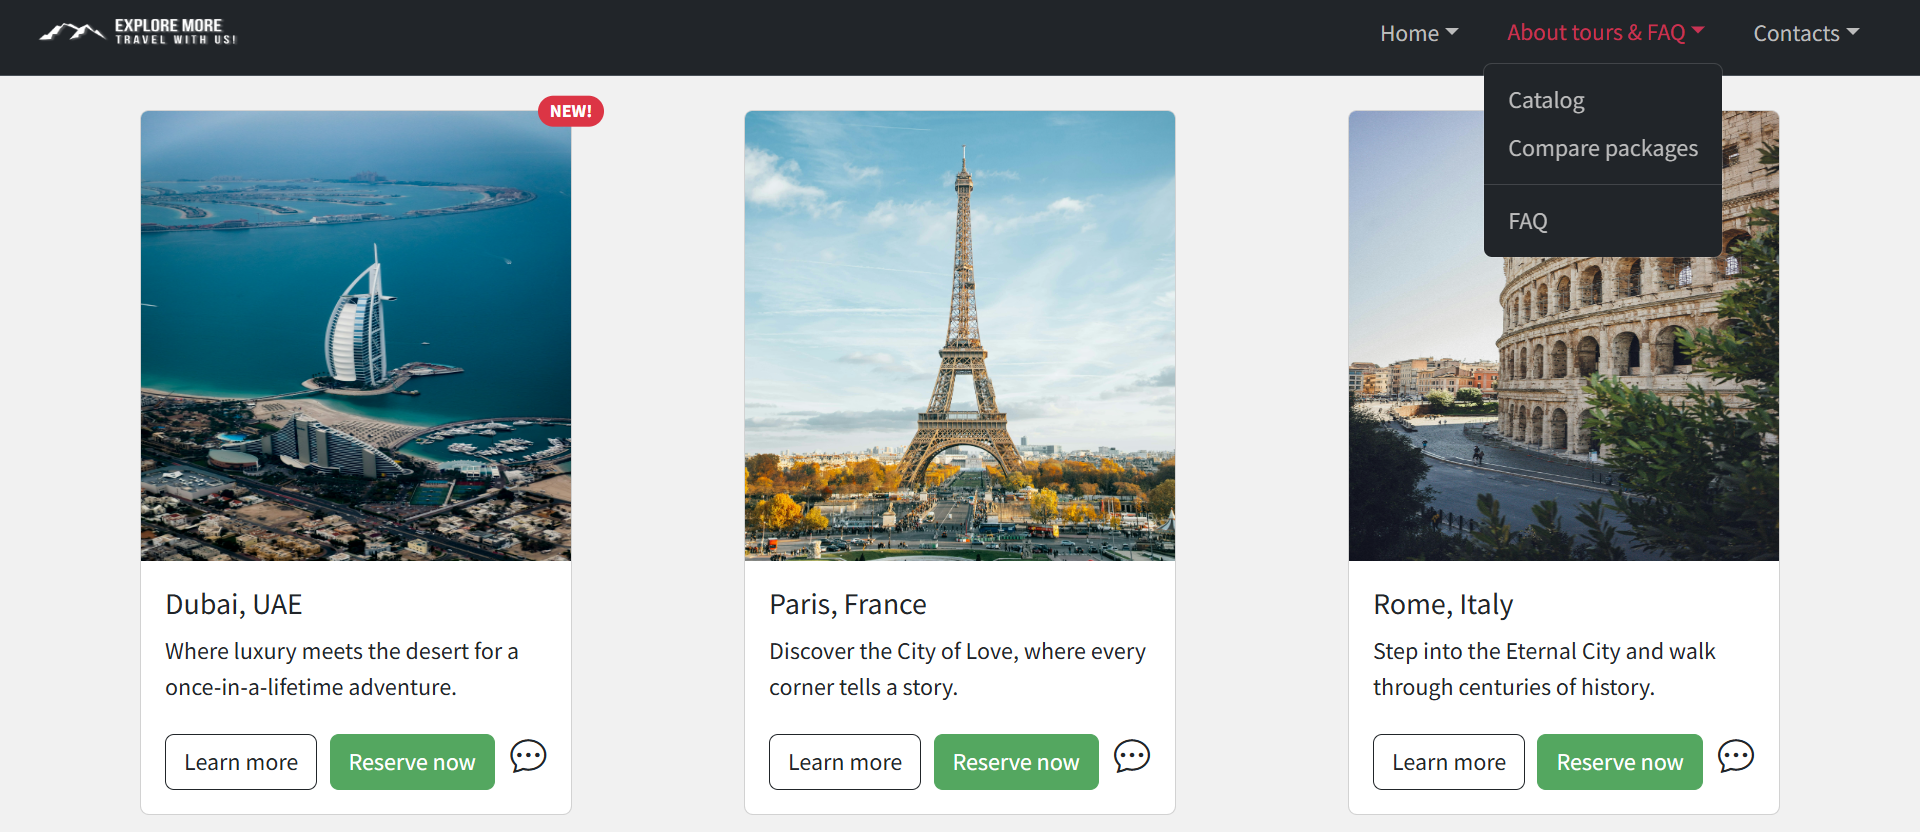 EXPLORE MORE
TRAVEL WITH US!
Home
About tours & FAQ
Contacts
Catalog
Compare packages
FAQ
NEW!
Dubai, UAE
Where luxury meets the desert for a
once-in-a-lifetime adventure.
Learn more
Reserve now
Paris, France
Discover the City of Love, where every
corner tells a story.
Learn more
Reserve now
Rome, Italy
Step into the Eternal City and walk
through centuries of history.
Learn more
Reserve now